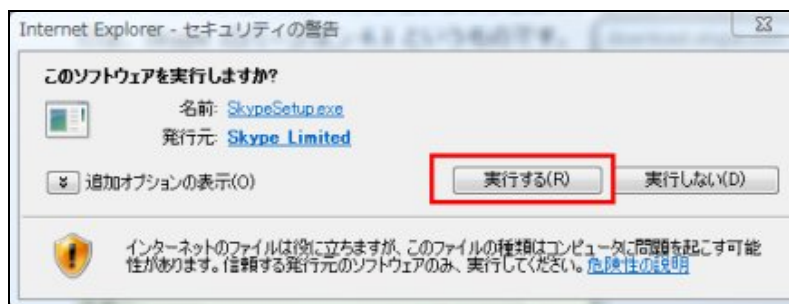 Internet Explorer - セキュリティの警告
このソフトウェアを実行しますか?
名前: SkypeSetup.exe
発行元: Skype Limited
追加オプションの表示(O)
実行する(R)
実行しない(D)
インターネットのファイルは役に立ちますが、このファイルの種類はコンピュータに問題を起こす可能
性があります。信頼する発行元のソフトウェアのみ、実行してください。危険性の説明